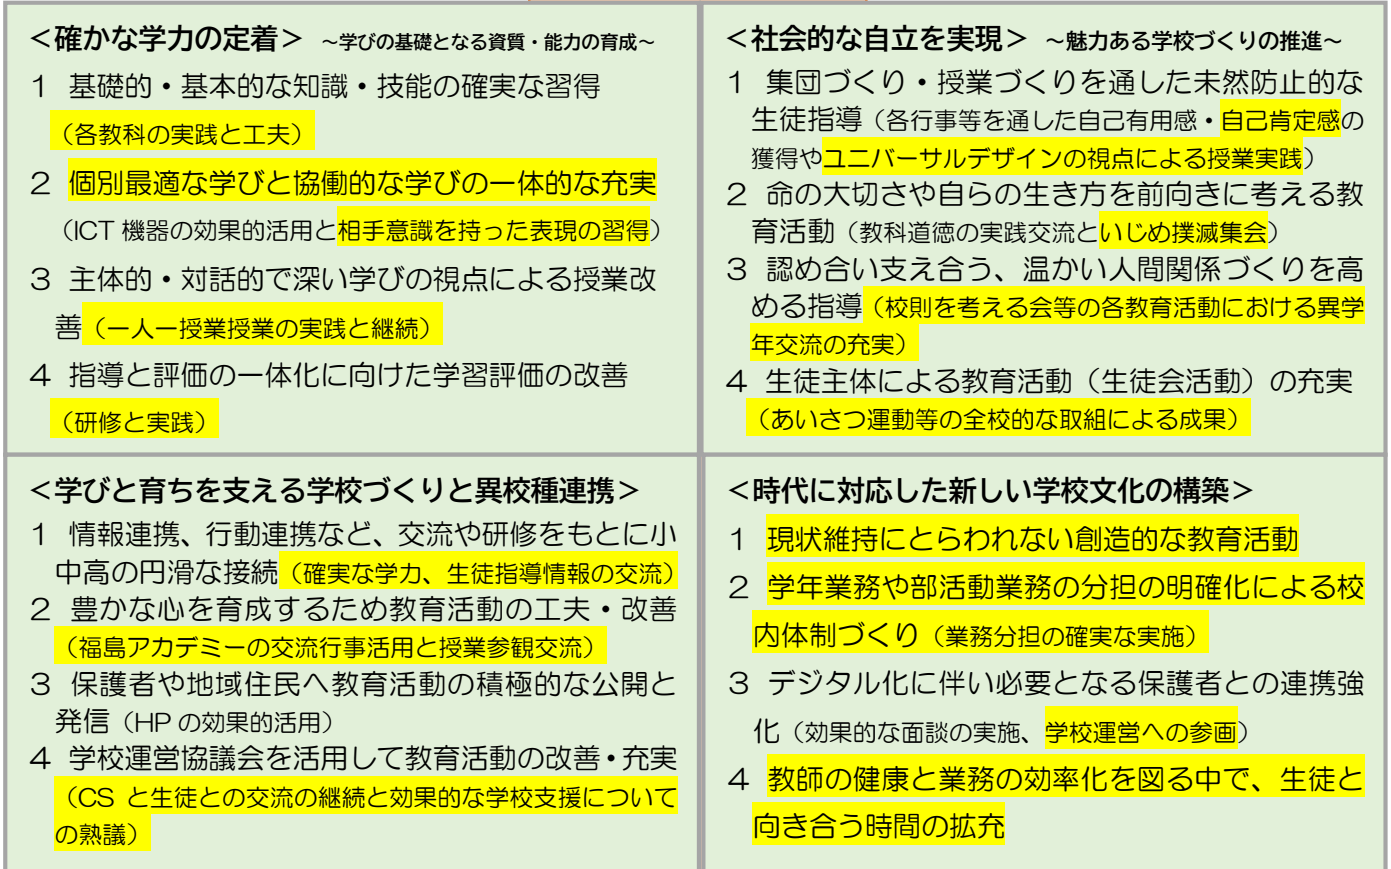 ＜確かな学力の定着＞ ～学びの基礎となる資質・能力の育成～
１ 基礎的・基本的な知識・技能の確実な習得
（各教科の実践と工夫）
２ 個別最適な学びと協働的な学びの一体的な充実
（ICT 機器の効果的活用と相手意識を持った表現の習得）
３ 主体的・対話的で深い学びの視点による授業改
善（一人一授業授業の実践と継続）
４ 指導と評価の一体化に向けた学習評価の改善
（研修と実践）
＜社会的な自立を実現＞ ～魅力ある学校づくりの推進～
１ 集団づくり・授業づくりを通した未然防止的な
生徒指導（各行事等を通した自己有用感・自己肯定感の
獲得やユニバーサルデザインの視点による授業実践）
２ 命の大切さや自らの生き方を前向きに考える教
育活動（教科道徳の実践交流といじめ撲滅集会）
３ 認め合い支え合う、温かい人間関係づくりを高
める指導（校則を考える会等の各教育活動における異学
年交流の充実）
４ 生徒主体による教育活動（生徒会活動）の充実
（あいさつ運動等の全校的な取組による成果）
＜学びと育ちを支える学校づくりと異校種連携＞
１ 情報連携、行動連携など、交流や研修をもとに小
中高の円滑な接続（確実な学力、生徒指導情報の交流）
２ 豊かな心を育成するため教育活動の工夫・改善
（福島アカデミーの交流行事活用と授業参観交流）
３ 保護者や地域住民へ教育活動の積極的な公開と
発信（HP の効果的活用）
４ 学校運営協議会を活用して教育活動の改善・充実
（CS と生徒との交流の継続と効果的な学校支援について
の熟議）
＜時代に対応した新しい学校文化の構築＞
１ 現状維持にとらわれない創造的な教育活動
２ 学年業務や部活動業務の分担の明確化による校
内体制づくり（業務分担の確実な実施）
３ デジタル化に伴い必要となる保護者との連携強
化（効果的な面談の実施、学校運営への参画）
４ 教師の健康と業務の効率化を図る中で、生徒と
向き合う時間の拡充